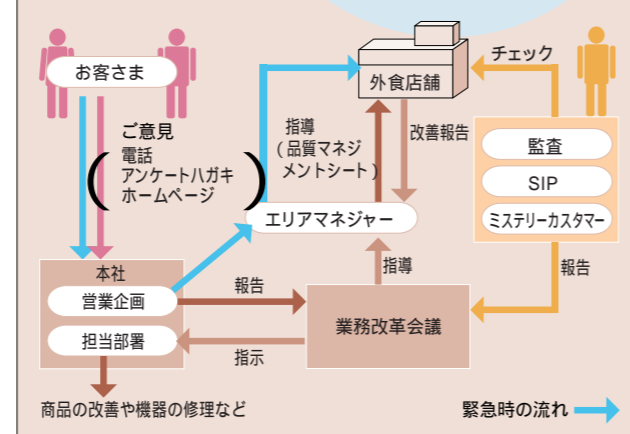 お客さま
ご意見
電話
アンケートハガキ
ホームページ
外食店舗
チェック
指導
(品質マネジ
メントシート)
改善報告
監査
SIP
ミステリーカスタマー
エリアマネジャー
本社
営業企画
担当部署
報告
指示
指導
業務改革会議
報告
商品の改善や機器の修理など
緊急時の流れ